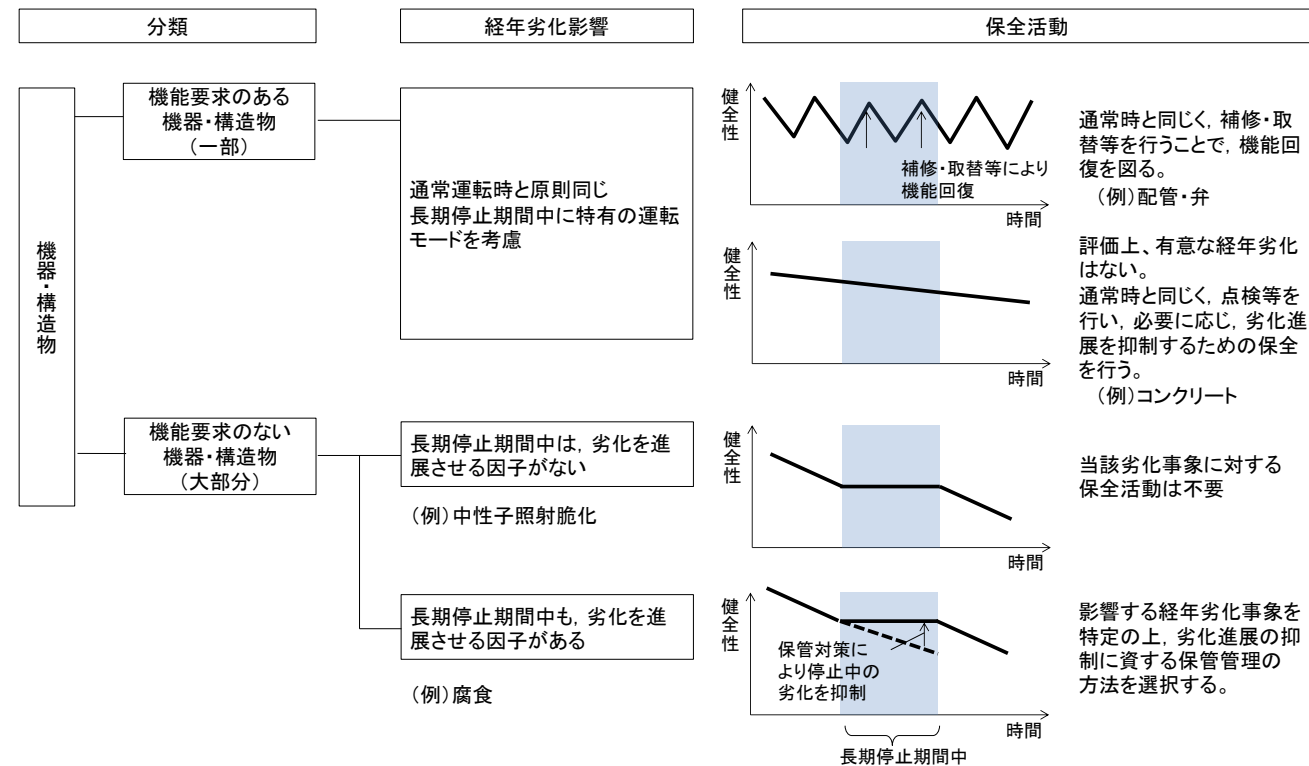 分類
経年劣化影響
保全活動
機器・構造物
機能要求のある
機器・構造物
（一部）
通常運転時と原則同じ
長期停止期間中に特有の運転
モードを考慮
健全性
補修・取替等により
機能回復
時間
通常時と同じく，補修・取
替等を行うことで，機能回
復を図る。
（例）配管・弁
健全性
時間
評価上、有意な経年劣化
はない。
通常時と同じく，点検等を
行い，必要に応じ，劣化進
展を抑制するための保全
を行う。
（例）コンクリート
機能要求のない
機器・構造物
（大部分）
長期停止期間中は，劣化を進
展させる因子がない
（例）中性子照射脆化
健全性
時間
当該劣化事象に対する
保全活動は不要
長期停止期間中も，劣化を進
展させる因子がある
（例）腐食
健全性
保管対策に
より停止中の
劣化を抑制
時間
長期停止期間中
影響する経年劣化事象を
特定の上，劣化進展の抑
制に資する保管管理の
方法を選択する。